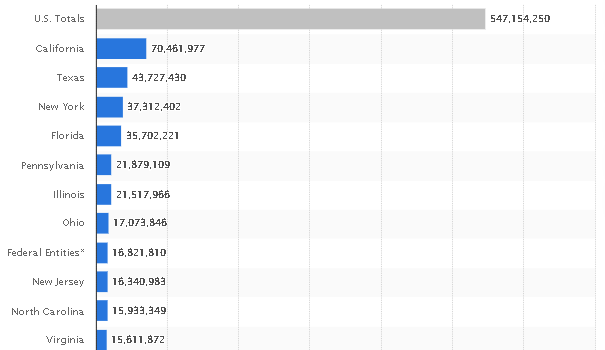 U.S. Totals 547,154,250
California 70,461,977
Texas 43,727,430
New York 37,312,402
Florida 35,702,221
Pennsylvania 21,879,109
Illinois 21,517,966
Ohio 17,073,846
Federal Entities* 16,821,810
New Jersey 16,340,983
North Carolina 15,933,349
Virginia 15,611,872